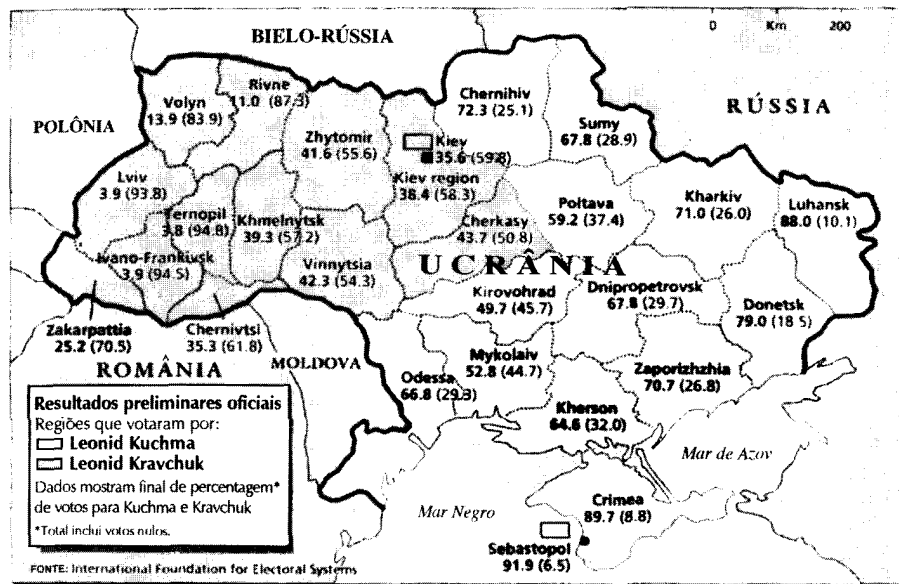 0 Km 200
BIELO-RÚSSIA
RÚSSIA
POLÔNIA
Volyn
13.9 (83.9)
Rivne
11.0 (87.3)
Zhytomir
41.6 (55.6)
Chernihiv
72.3 (25.1)
Sumy
67.8 (28.9)
Kiev
35.6 (59.8)
Kiev region
38.4 (58.3)
Lviv
3.9 (93.8)
Ternopil
3.8 (94.8)
Khmelnytsk
39.3 (57.2)
Cherkasy
43.7 (50.8)
Poltava
59.2 (37.4)
Kharkiv
71.0 (26.0)
Luhansk
88.0 (10.1)
Ivano-Frankivsk
3.9 (94.5)
Vinnytsia
42.3 (54.3)
UCRÂNIA
Kirovohrad
49.7 (45.7)
Dnipropetrovsk
67.8 (29.7)
Donetsk
79.0 (18.5)
Zakarpattia
25.2 (70.5)
Chernivtsi
35.3 (61.8)
ROMÂNIA
MOLDOVA
Odessa
66.8 (29.3)
Mykolaiv
52.8 (44.7)
Zaporizhzhia
70.7 (26.8)
Kherson
64.6 (32.0)
Mar de Azov
Mar Negro
Crimea
89.7 (8.8)
Sebastopol
91.9 (6.5)
Resultados preliminares oficiais
Regiões que votaram por:
Leonid Kuchma
Leonid Kravchuk
Dados mostram final de percentagem*
de votos para Kuchma e Kravchuk
*Total inclui votos nulos.
FONTE: International Foundation for Electoral Systems